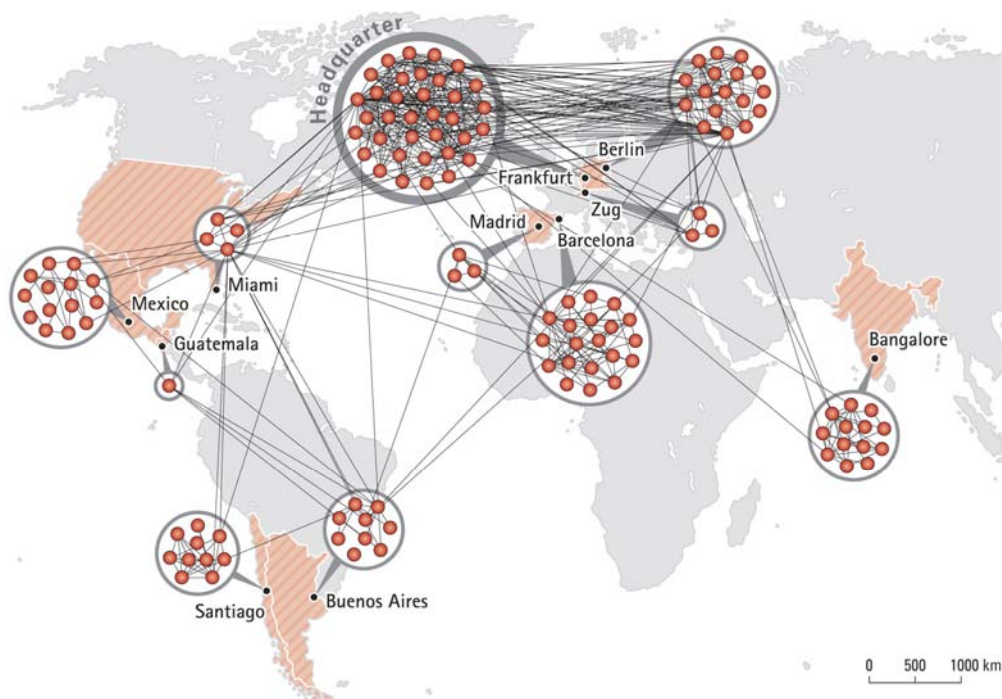 Headquarter
Berlin
Frankfurt
Zug
Madrid
Barcelona
Miami
Mexico
Guatemala
Bangalore
Santiago
Buenos Aires
0 500 1000 km